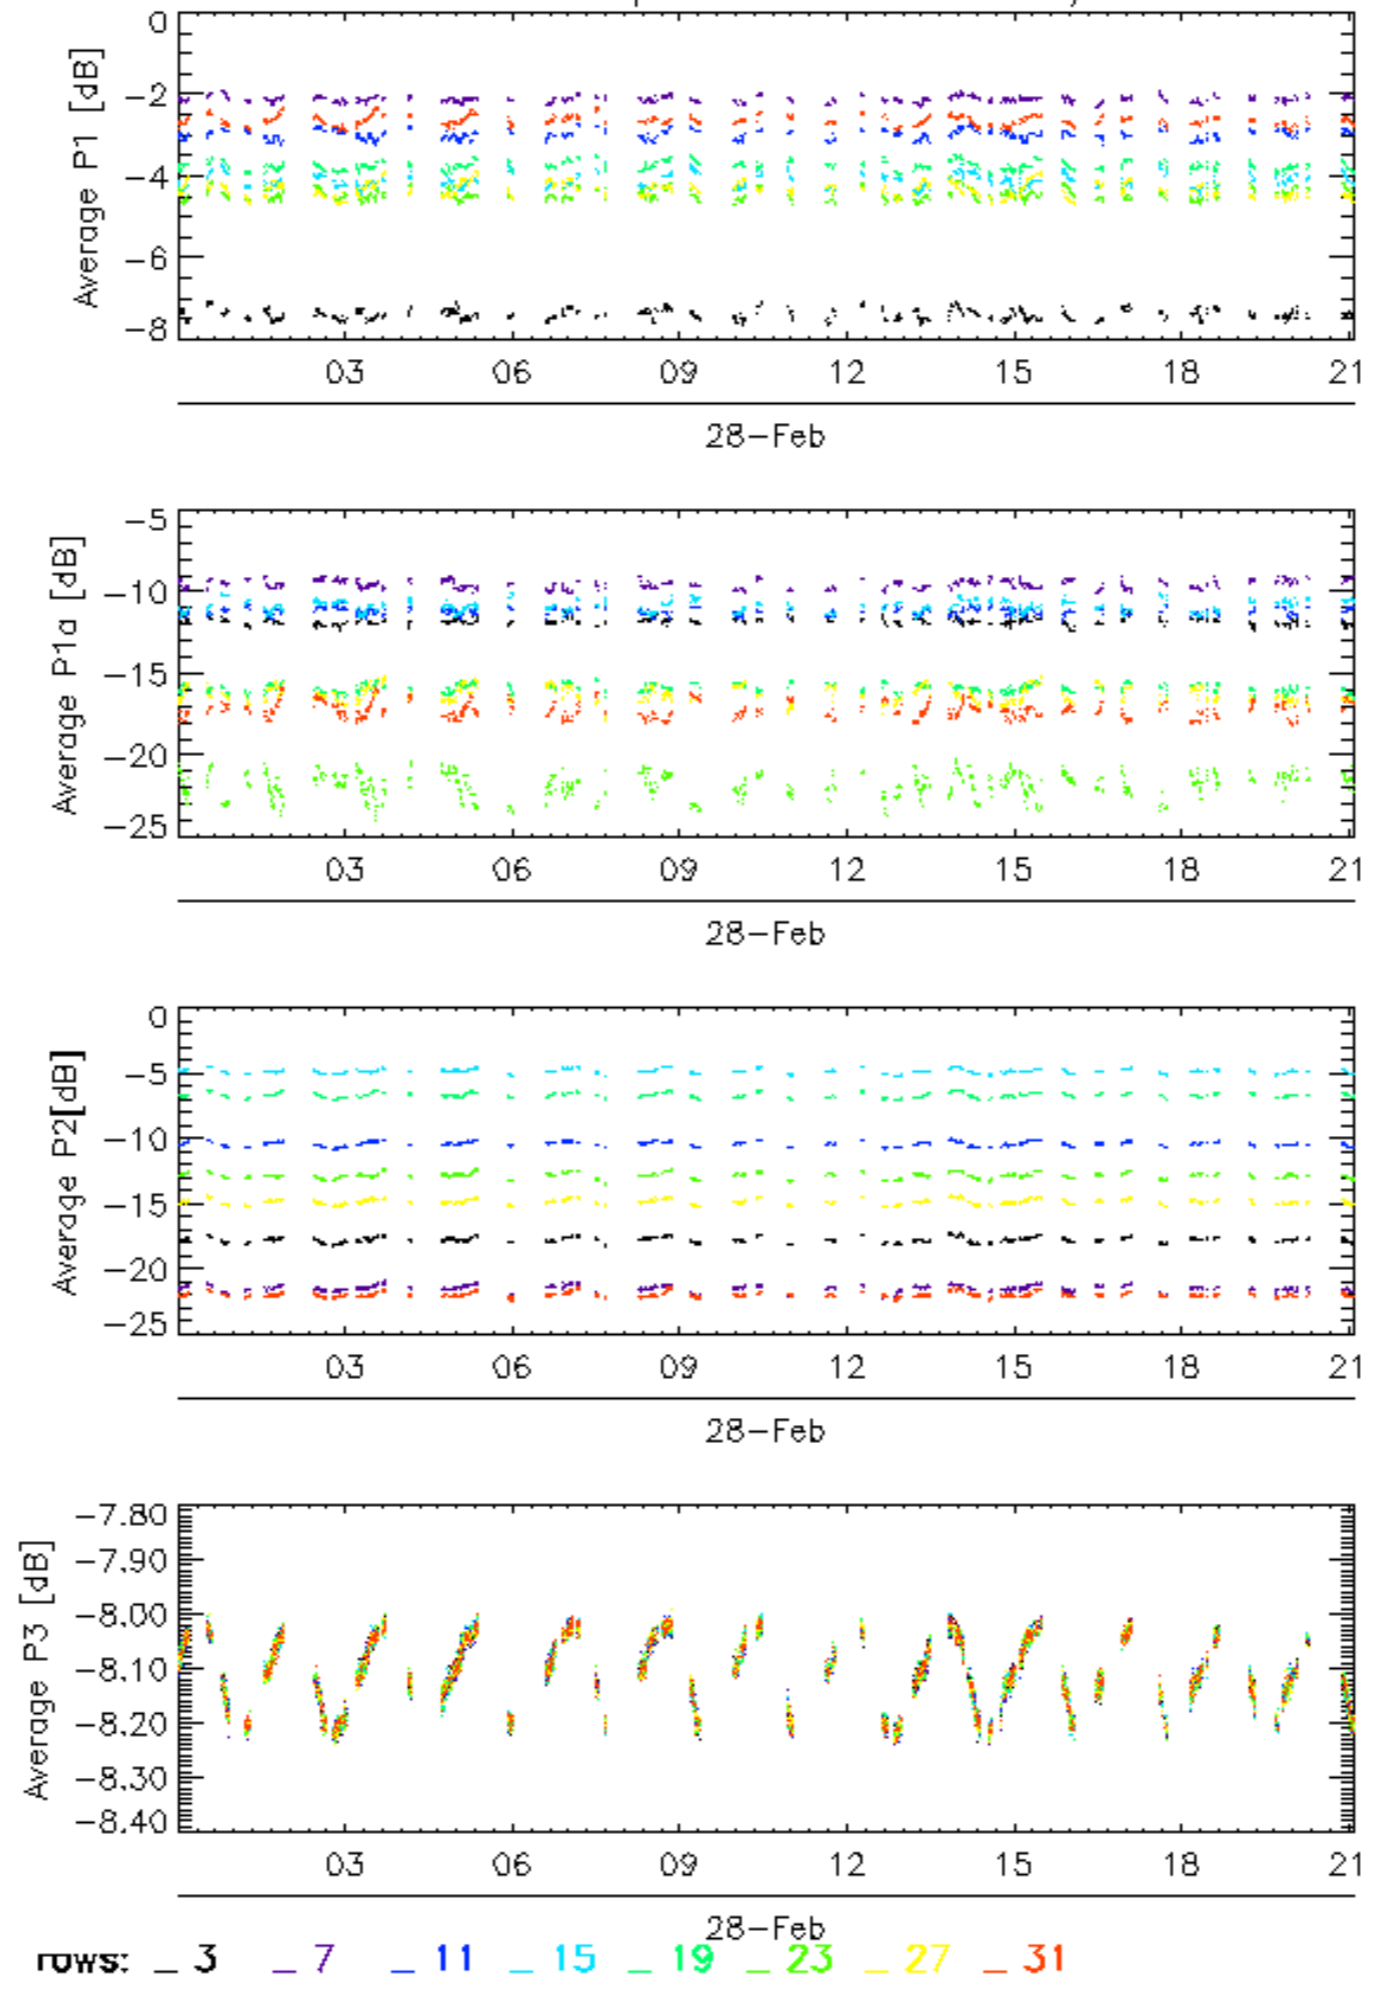 0
-2
-4
-6
-8
Average P1 [dB]
03 06 09 12 15 18 21
28-Feb
-5
-10
-15
-20
-25
Average P1a [dB]
03 06 09 12 15 18 21
28-Feb
0
-5
-10
-15
-20
-25
Average P2[dB]
03 06 09 12 15 18 21
28-Feb
-7.80
-7.90
-8.00
-8.10
-8.20
-8.30
-8.40
Average P3 [dB]
03 06 09 12 15 18 21
28-Feb
rows: _ 3 _ 7 _ 11 _ 15 _ 19 _ 23 _ 27 _ 31